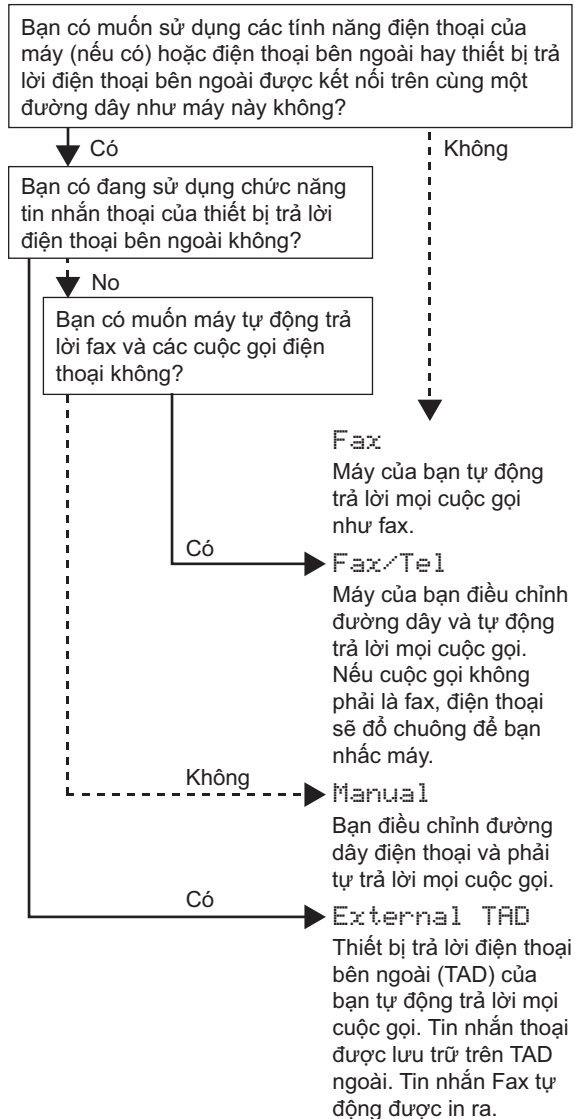 Bạn có muốn sử dụng các tính năng điện thoại của
máy (nếu có) hoặc điện thoại bên ngoài hay thiết bị trả
lời điện thoại bên ngoài được kết nối trên cùng một
đường dây như máy này không?
Có
Không
Bạn có đang sử dụng chức năng
tin nhắn thoại của thiết bị trả lời
điện thoại bên ngoài không?
No
Bạn có muốn máy tự động trả
lời fax và các cuộc gọi điện
thoại không?
Fax
Máy của bạn tự động
trả lời mọi cuộc gọi
như fax.
Có
Fax/Tel
Máy của bạn điều chỉnh
đường dây và tự động
trả lời mọi cuộc gọi.
Nếu cuộc gọi không
phải là fax, điện thoại
sẽ đổ chuông để bạn
nhấc máy.
Không
Manual
Bạn điều chỉnh đường
dây điện thoại và phải
tự trả lời mọi cuộc gọi.
Có
External TAD
Thiết bị trả lời điện thoại
bên ngoài (TAD) của
bạn tự động trả lời mọi
cuộc gọi. Tin nhắn thoại
được lưu trữ trên TAD
ngoài. Tin nhắn Fax tự
động được in ra.